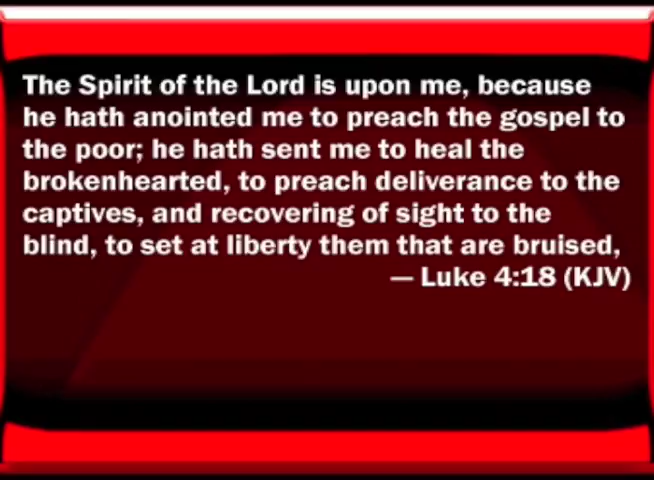 The Spirit of the Lord is upon me, because
he hath anointed me to preach the gospel to
the poor; he hath sent me to heal the
brokenhearted, to preach deliverance to the
captives, and recovering of sight to the
blind, to set at liberty them that are bruised,
— Luke 4:18 (KJV)